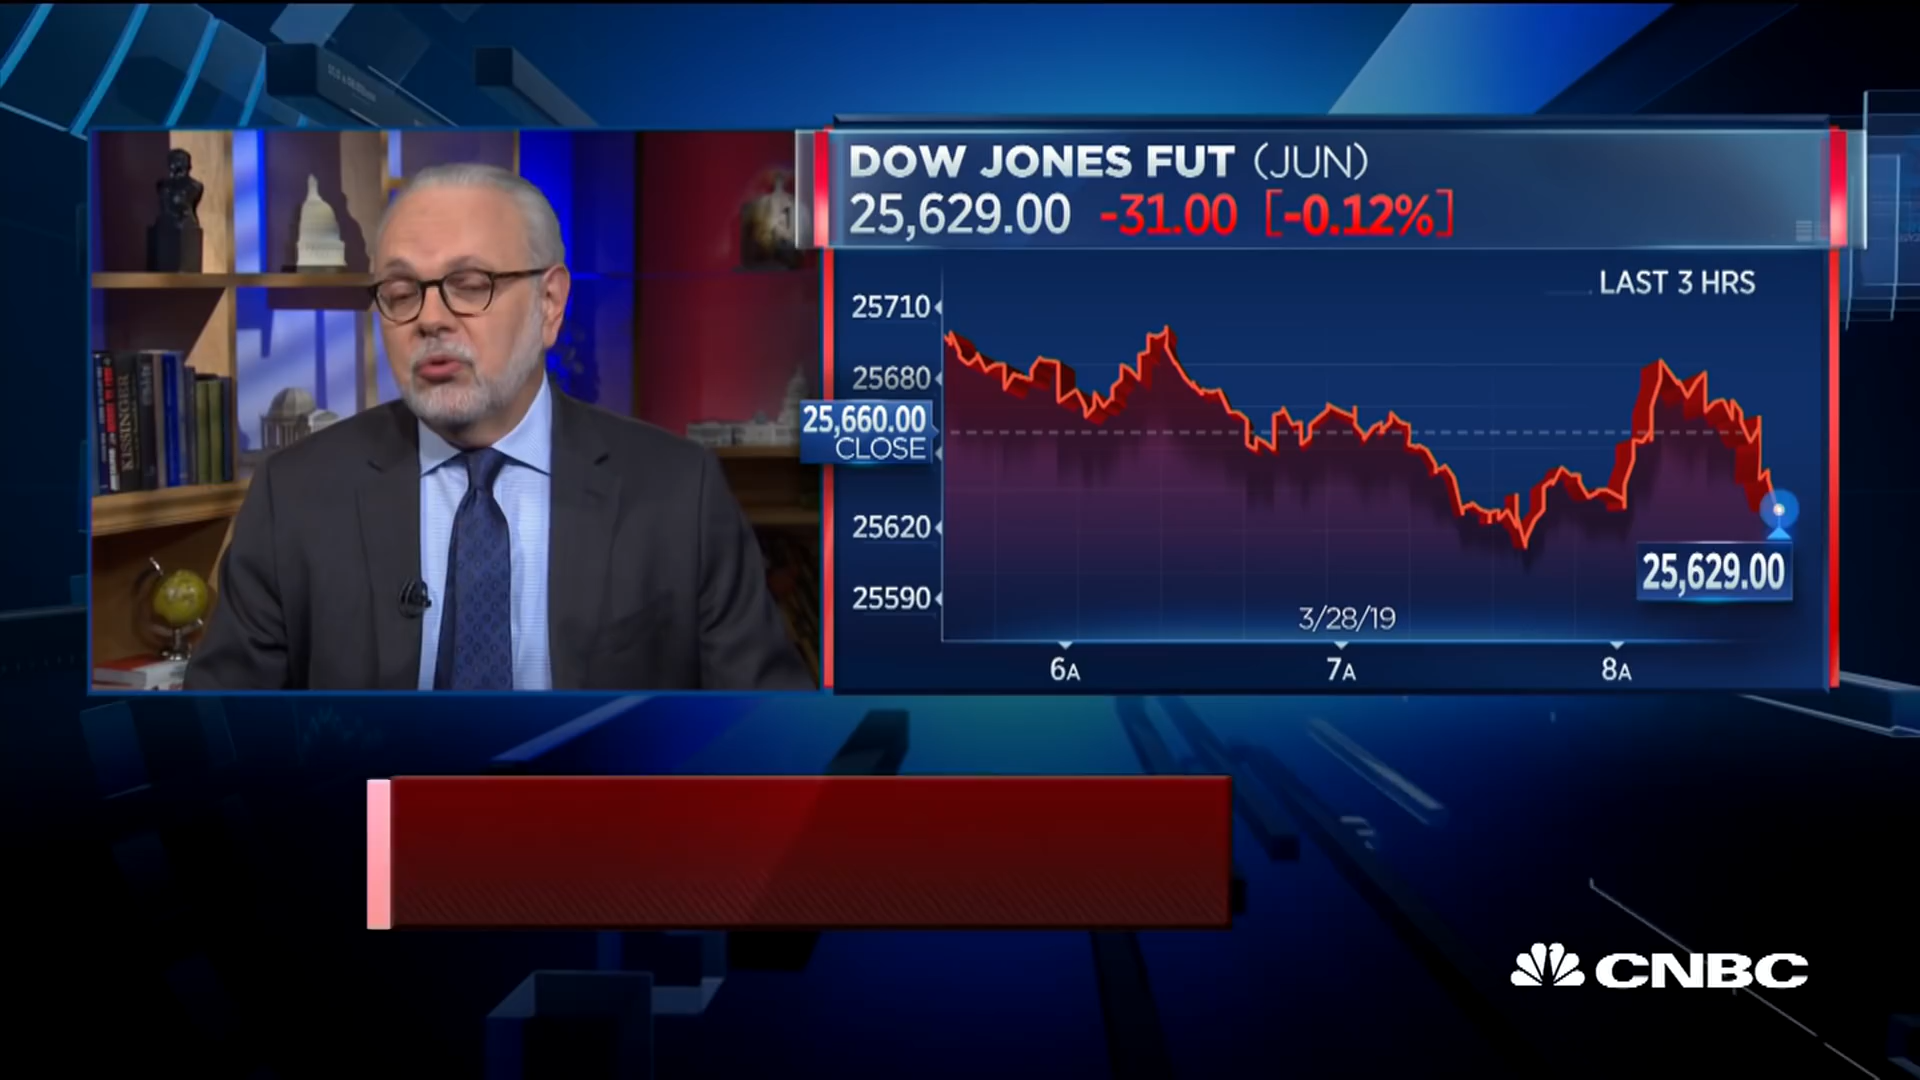 DOW JONES FUT (JUN)
25,629.00 -31.00 [-0.12%]
LAST 3 HRS
25710
25680
25,660.00
CLOSE
25620
25590
25,629.00
3/28/19
6A
7A
8A
KISSINGER
CNBC